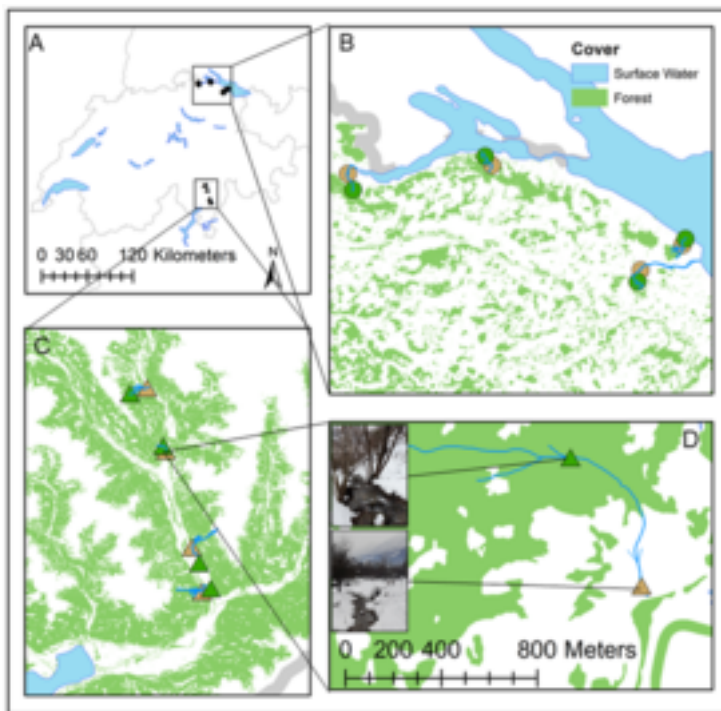 A
0 30 60 120 Kilometers
N
B
Cover
Surface Water
Forest
C
D
0 200 400 800 Meters